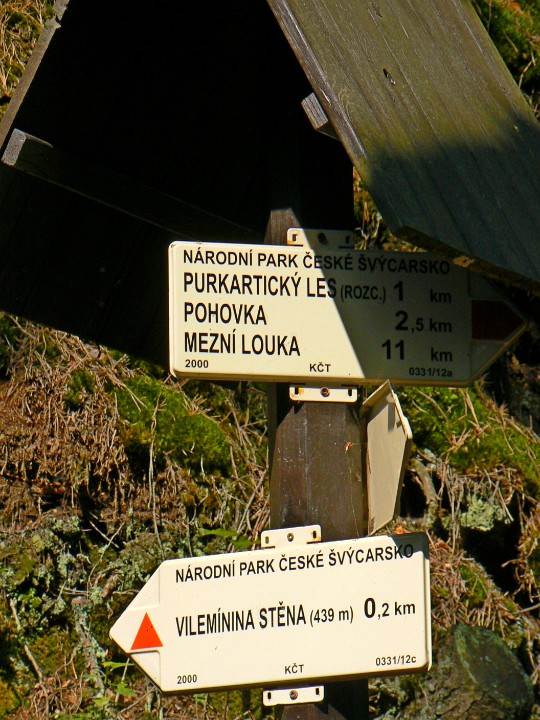 NÁRODNÍ PARK ČESKÉ ŠVÝCARSKO
PURKARTICKÝ LES (ROZC.) 1 km
POHOVKA 2,5 km
MEZNÍ LOUKA 11 km
2000 KČT 0331/12a
NÁRODNÍ PARK ČESKÉ ŠVÝCARSKO
VILEMÍNINA STĚNA (439 m) 0,2 km
2000 KČT 0331/12c